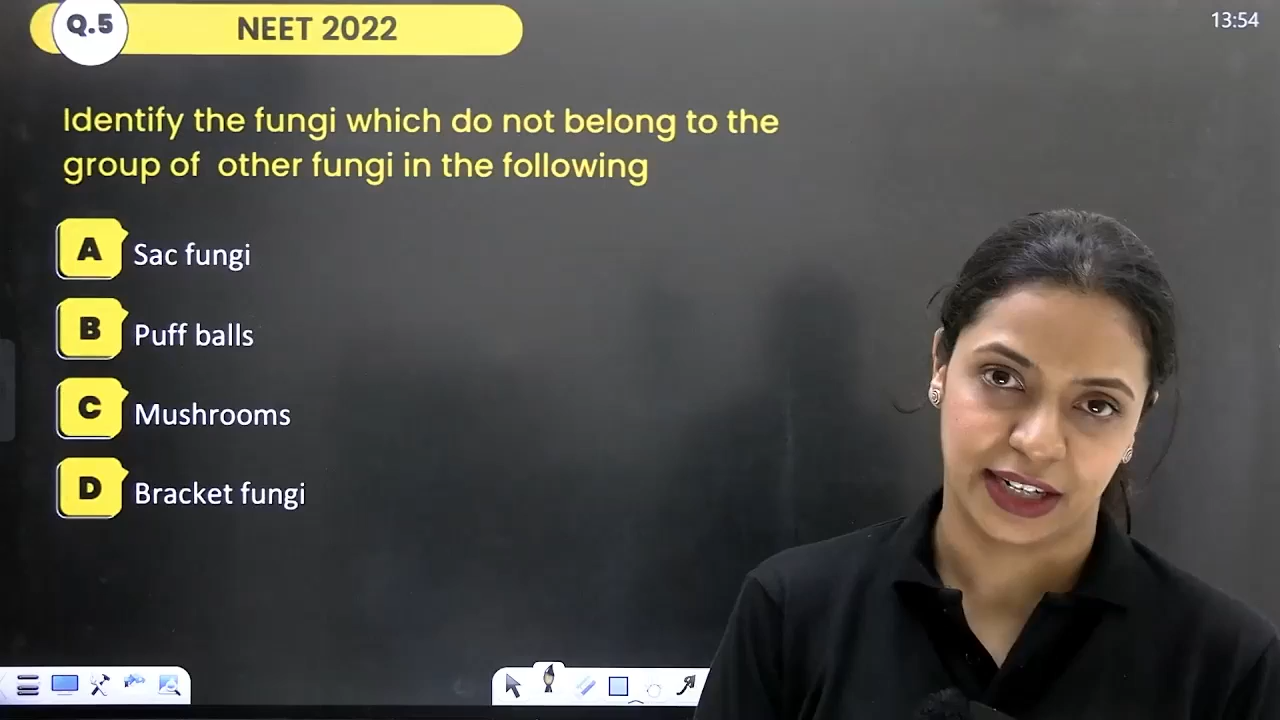 Q.5
NEET 2022
13:54
Identify the fungi which do not belong to the
group of other fungi in the following
A Sac fungi
B Puff balls
C Mushrooms
D Bracket fungi